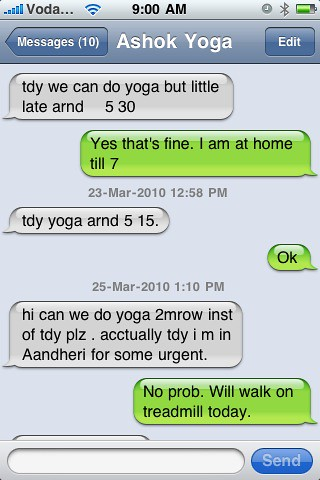 Voda... 9:00 AM
Messages (10) Ashok Yoga Edit
tdy we can do yoga but little
late arnd 5 30
Yes that's fine. I am at home
till 7
23-Mar-2010 12:58 PM
tdy yoga arnd 5 15.
Ok
25-Mar-2010 1:10 PM
hi can we do yoga 2mrow inst
of tdy plz . acctually tdy i m in
Aandheri for some urgent.
No prob. Will walk on
treadmill today.
Send